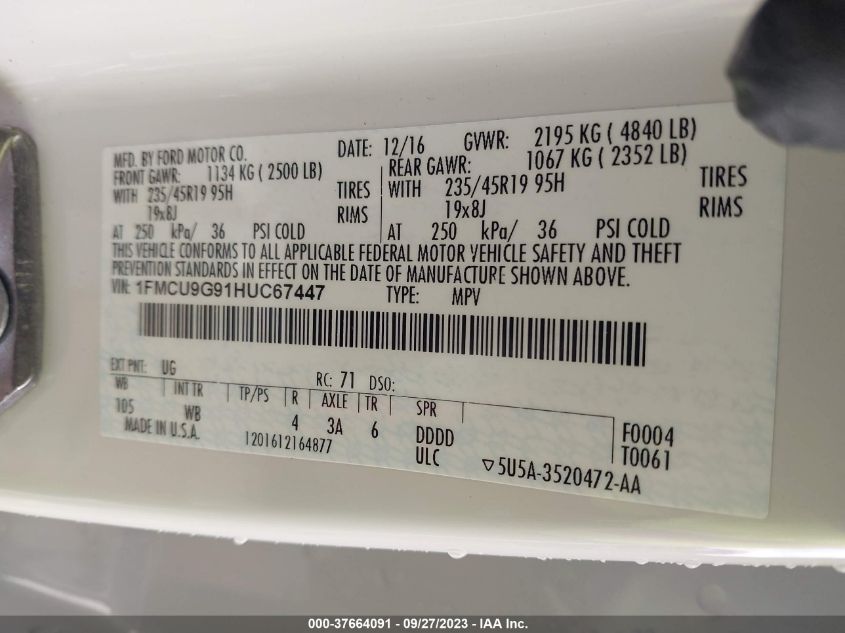 MFD. BY FORD MOTOR CO. DATE: 12/16 GVWR: 2195 KG ( 4840 LB)
FRONT GAWR: 1134 KG ( 2500 LB) REAR GAWR: 1067 KG ( 2352 LB)
WITH 235/45R19 95H TIRES WITH 235/45R19 95H TIRES
19x8J RIMS 19x8J RIMS
AT 250 kPa/ 36 PSI COLD AT 250 kPa/ 36 PSI COLD
THIS VEHICLE CONFORMS TO ALL APPLICABLE FEDERAL MOTOR VEHICLE SAFETY AND THEFT
PREVENTION STANDARDS IN EFFECT ON THE DATE OF MANUFACTURE SHOWN ABOVE.
VIN: 1FMCU9G91HUC67447 TYPE: MPV
EXT PNT: UG RC: 71 DSO:
WB INT TR TP/PS R AXLE TR SPR
105 WB 4 3A 6 DDDD F0004
MADE IN U.S.A. 1201612164877 ULC T0061
▽5U5A-3520472-AA
000-37664091 - 09/27/2023 - IAA Inc.